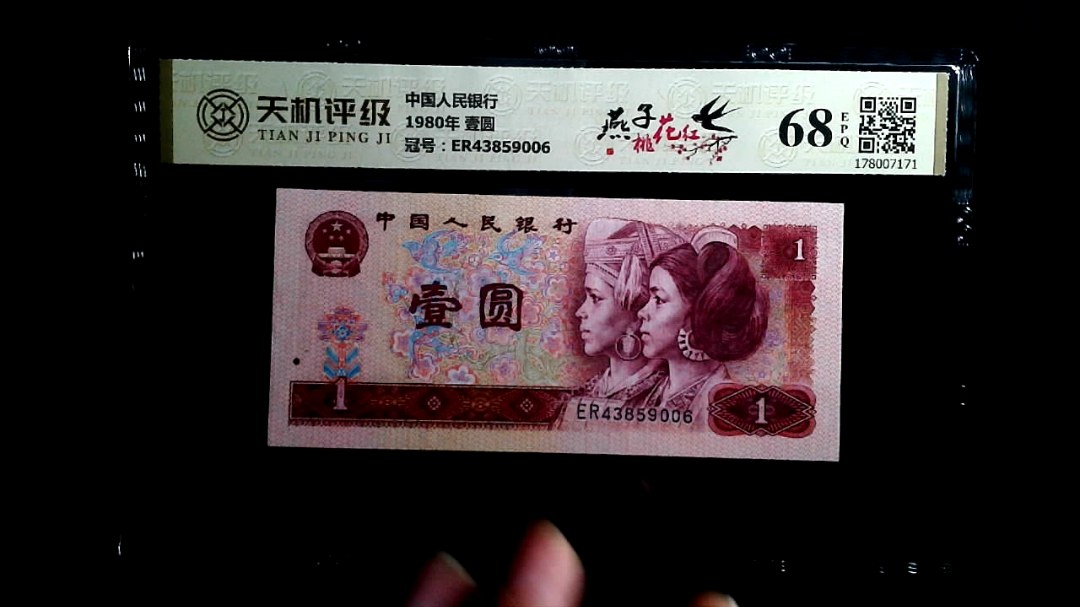 天机评级
TIAN JI PING JI
中国人民银行
1980年 壹圆
冠号：ER43859006
燕子
桃花红
68
EPQ
178007171
中国人民银行
1
壹圆
1
ER43859006
1